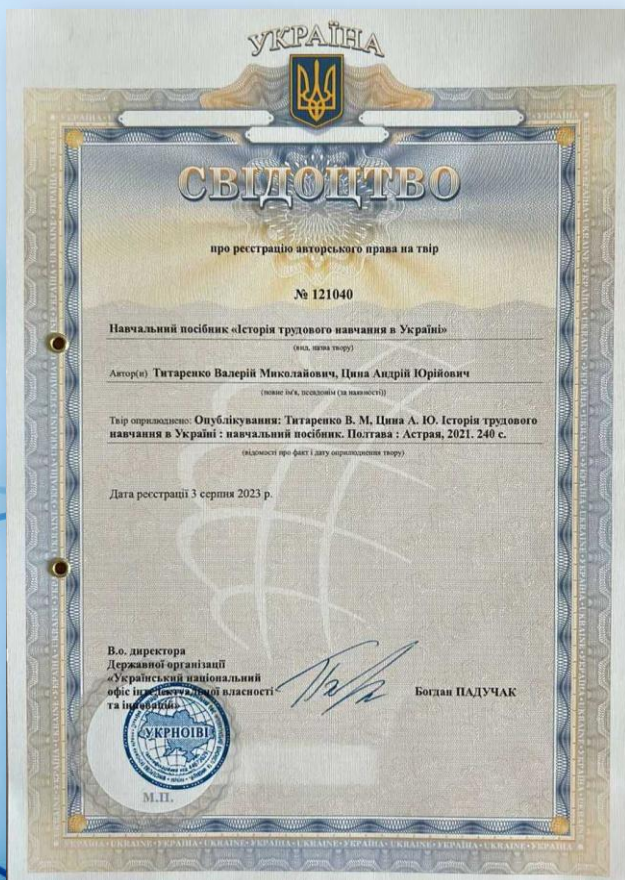 УКРАЇНА
СВІДОЦТВО
про реєстрацію авторського права на твір
№ 121040
Навчальний посібник «Історія трудового навчання в Україні»
(вид, назва твору)
Автор(и) Титаренко Валерій Миколайович, Цина Андрій Юрійович
(повне ім'я, псевдонім (за наявності))
Твір оприлюднено: Опублікування: Титаренко В. М, Цина А. Ю. Історія трудового
навчання в Україні : навчальний посібник. Полтава : Астрая, 2021. 240 с.
(відомості про факт і дату оприлюднення твору)
Дата реєстрації 3 серпня 2023 р.
В.о. директора
Державної організації
«Український національний
офіс інтелектуальної власності
та інновацій»
Богдан ПАДУЧАК
УКРНОІВІ
М.П.